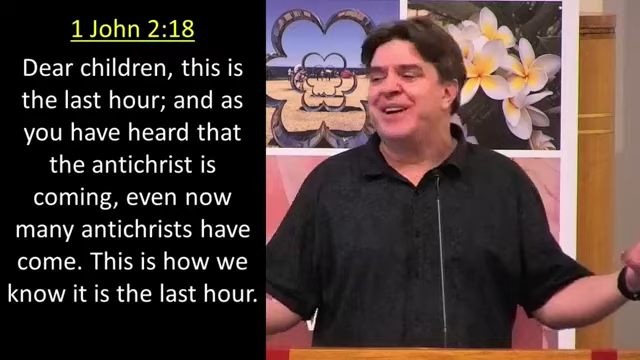 1 John 2:18
Dear children, this is
the last hour; and as
you have heard that
the antichrist is
coming, even now
many antichrists have
come. This is how we
know it is the last hour.